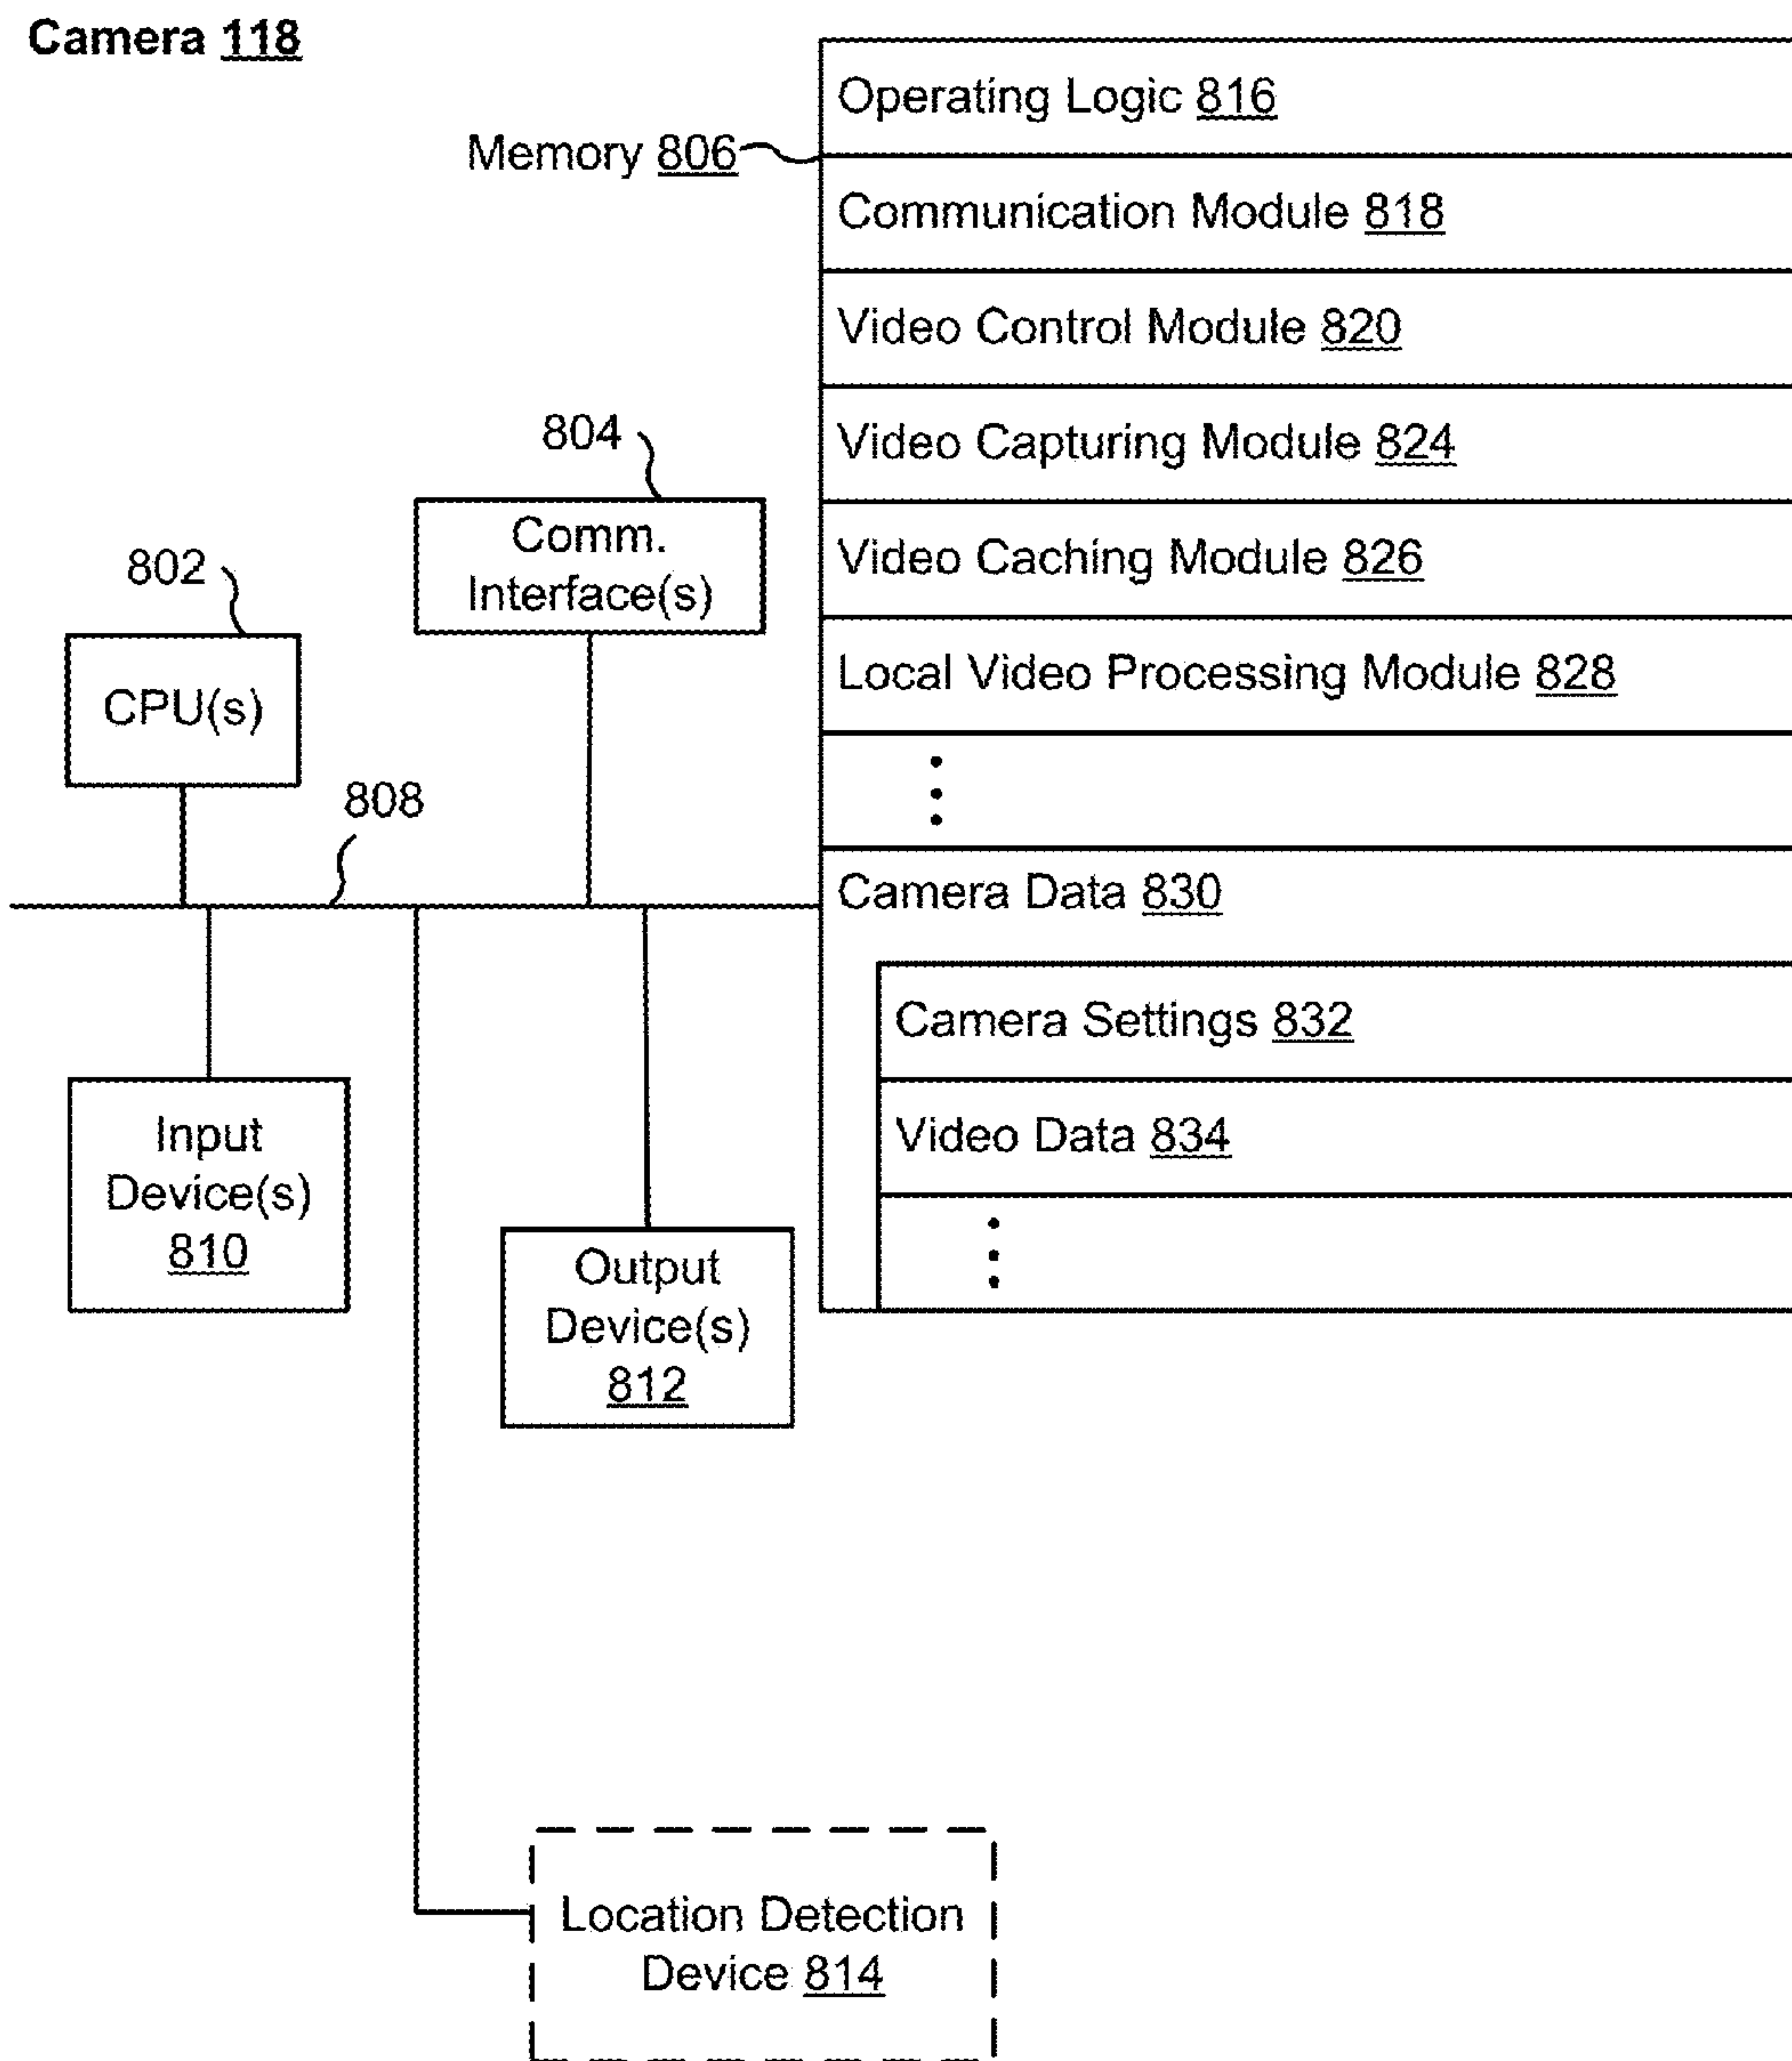 Camera 118
Operating Logic 816
Memory 806
Communication Module 818
Video Control Module 820
804
Video Capturing Module 824
Comm.
Interface(s)
802
Video Caching Module 826
CPU(s)
Local Video Processing Module 828
808
Camera Data 830
Camera Settings 832
Input
Device(s)
810
Video Data 834
Output
Device(s)
812
Location Detection
Device 814